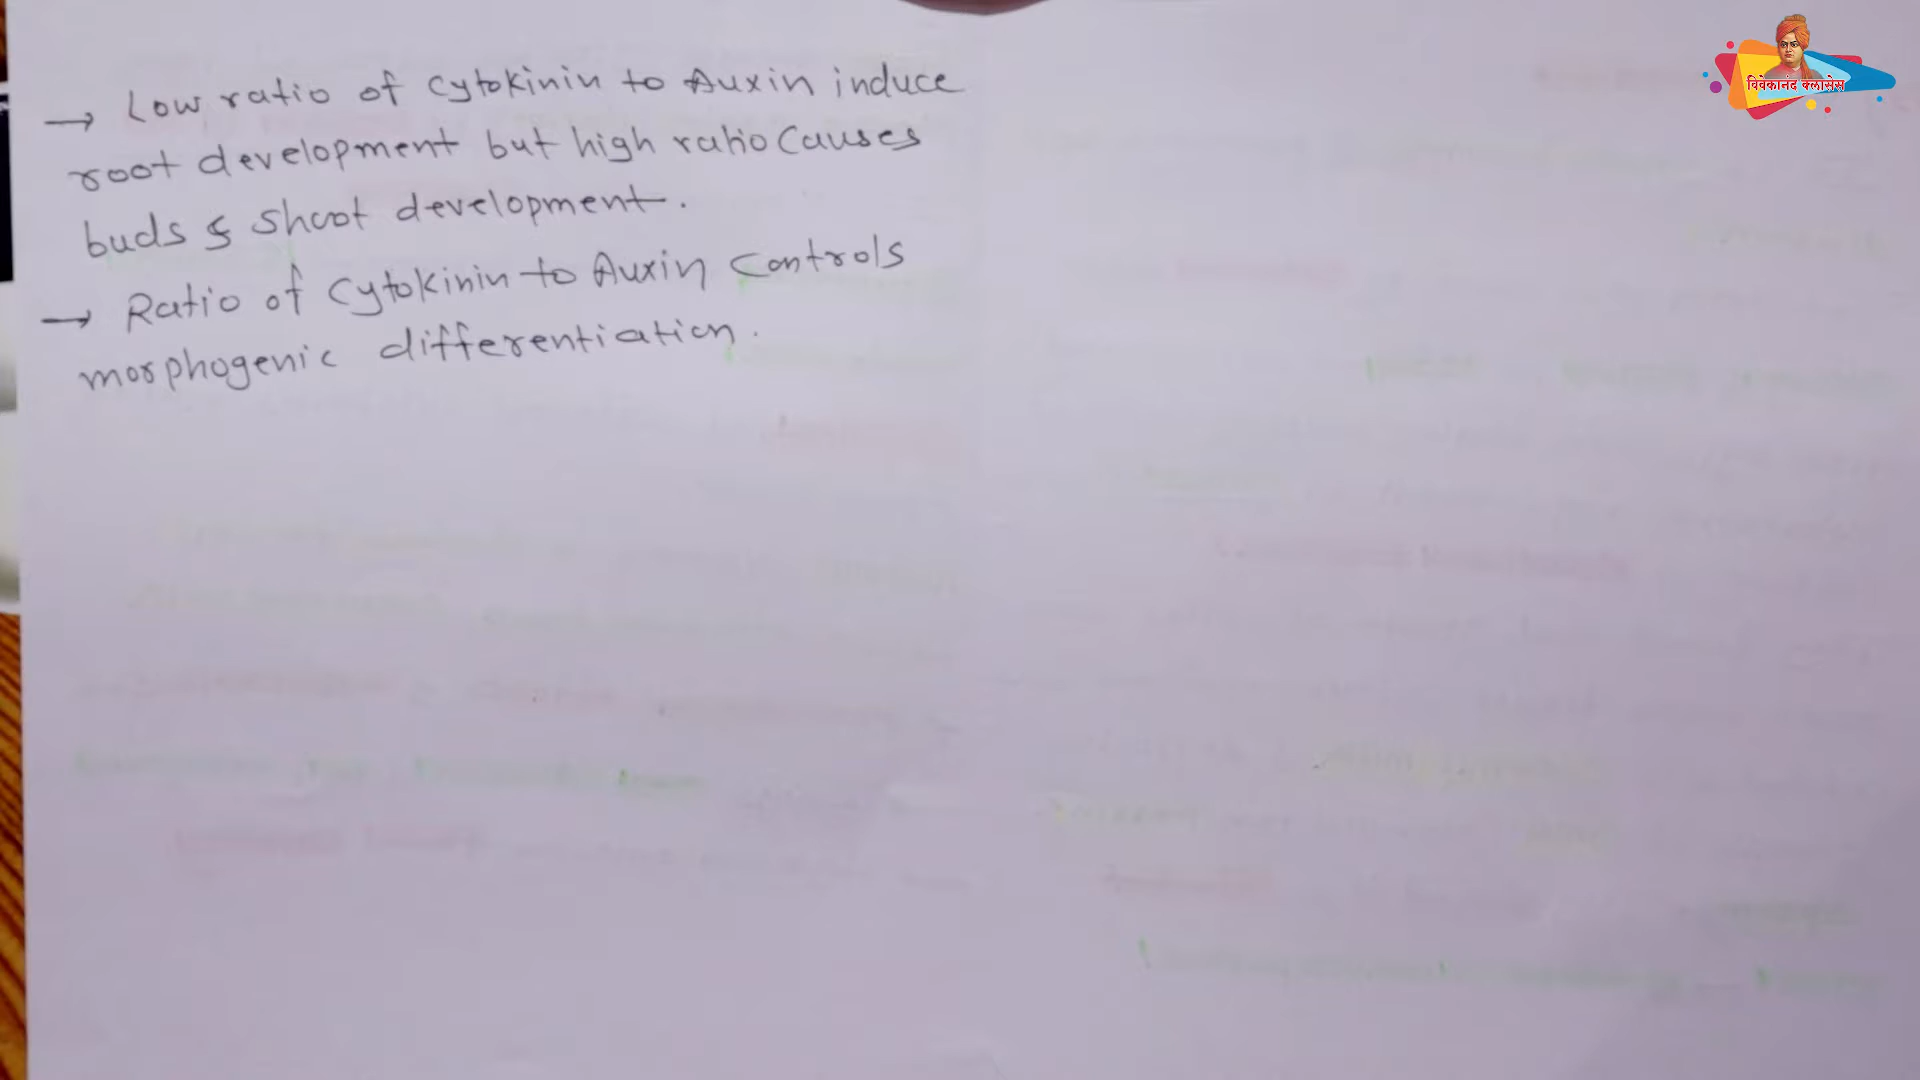 → Low ratio of Cytokinin to Auxin induce
root development but high ratio Causes
buds & Shoot development.
→ Ratio of Cytokinin to Auxin Controls
morphogenic differentiation.
विवेकानंद क्लासेस